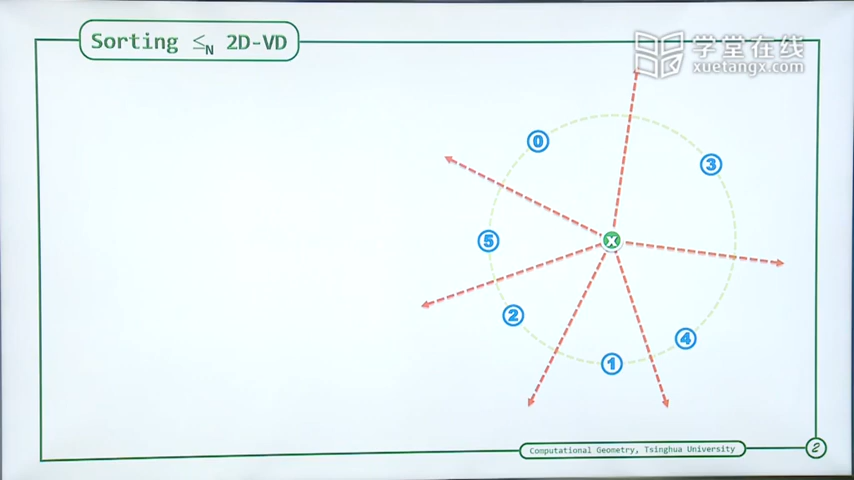 Sorting ≤N 2D-VD
学堂在线
xuetangx.com
0
3
5
X
2
4
1
Computational Geometry, Tsinghua University
2